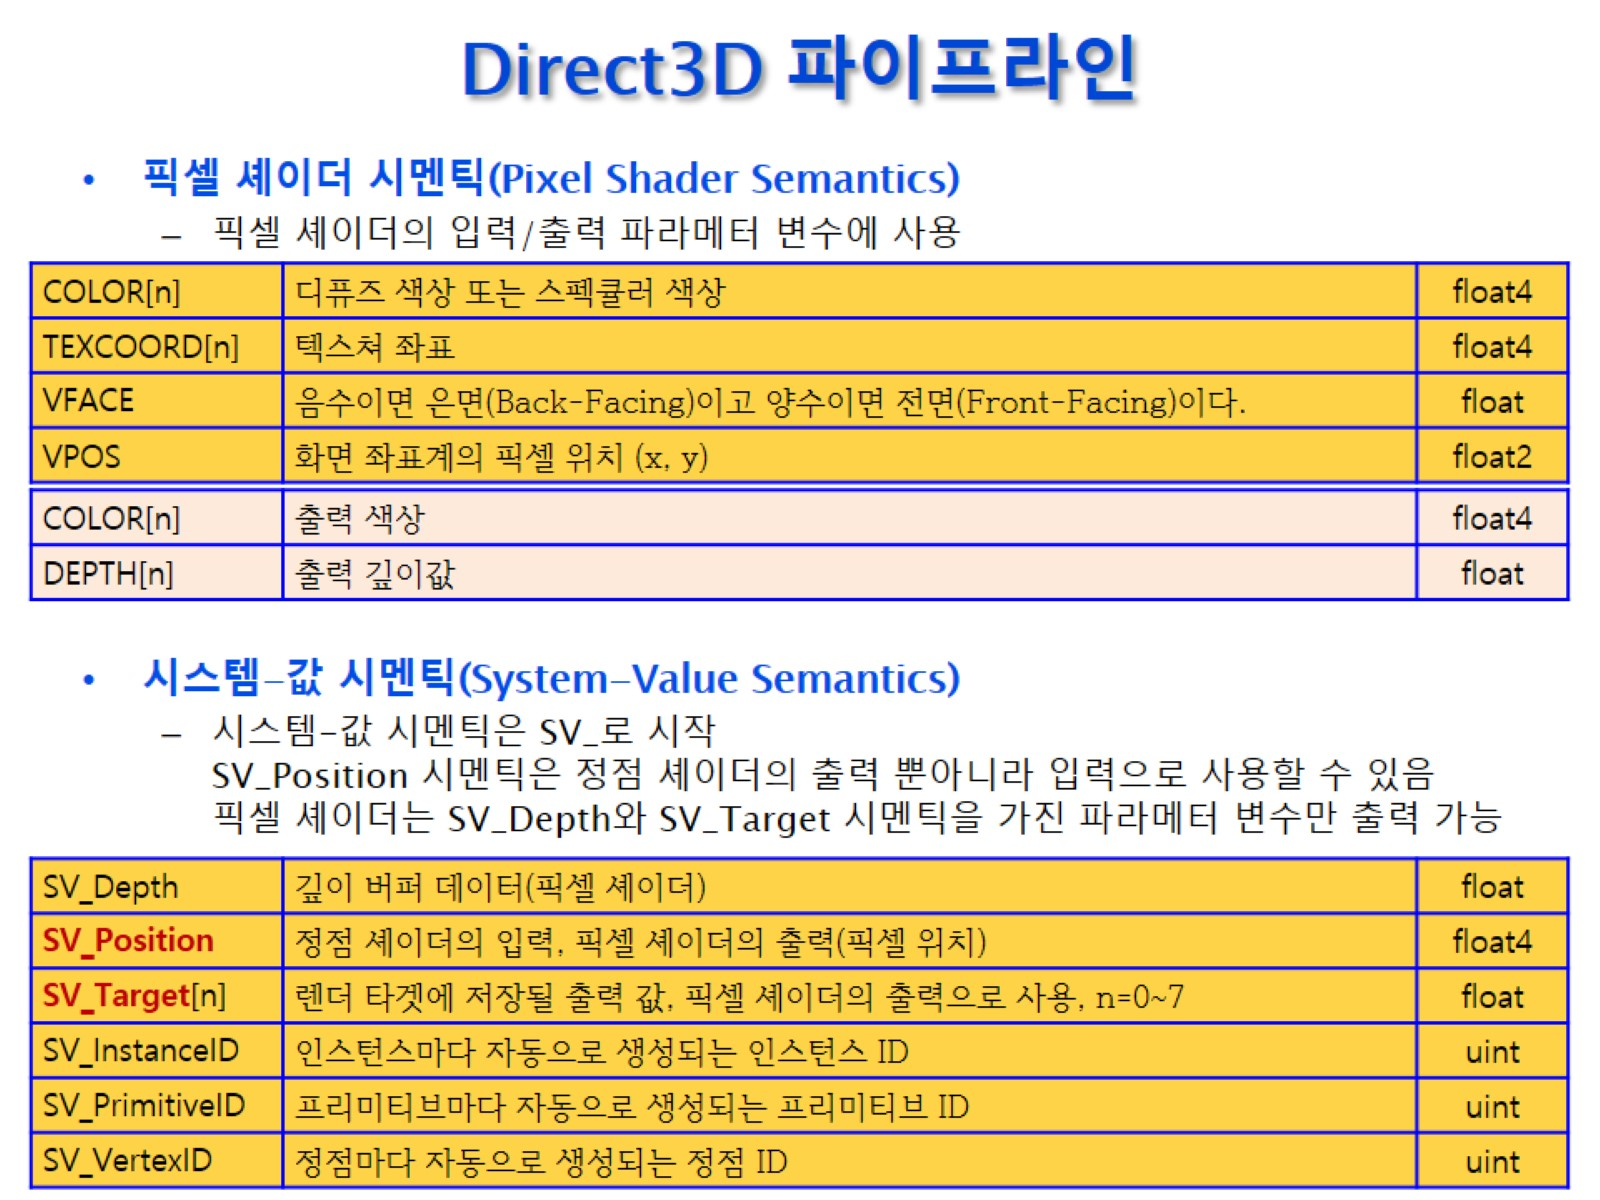 Direct3D 파이프라인
• 픽셀 셰이더 시멘틱(Pixel Shader Semantics)
– 픽셀 셰이더의 입력/출력 파라메터 변수에 사용
COLOR[n] 디퓨즈 색상 또는 스펙큘러 색상 float4
TEXCOORD[n] 텍스쳐 좌표 float4
VFACE 음수이면 은면(Back-Facing)이고 양수이면 전면(Front-Facing)이다. float
VPOS 화면 좌표계의 픽셀 위치 (x, y) float2
COLOR[n] 출력 색상 float4
DEPTH[n] 출력 깊이값 float
• 시스템-값 시멘틱(System-Value Semantics)
– 시스템-값 시멘틱은 SV_로 시작
SV_Position 시멘틱은 정점 셰이더의 출력 뿐아니라 입력으로 사용할 수 있음
픽셀 셰이더는 SV_Depth와 SV_Target 시멘틱을 가진 파라메터 변수만 출력 가능
SV_Depth 깊이 버퍼 데이터(픽셀 셰이더) float
SV_Position 정점 셰이더의 입력, 픽셀 셰이더의 출력(픽셀 위치) float4
SV_Target[n] 렌더 타겟에 저장될 출력 값, 픽셀 셰이더의 출력으로 사용, n=0~7 float
SV_InstanceID 인스턴스마다 자동으로 생성되는 인스턴스 ID uint
SV_PrimitiveID 프리미티브마다 자동으로 생성되는 프리미티브 ID uint
SV_VertexID 정점마다 자동으로 생성되는 정점 ID uint